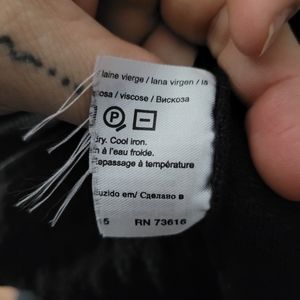 laine vierge / lana virgen / la
osa / viscose / Вискоза
P
ry. Cool iron.
n à l'eau froide.
epassage à température
uzido em/ Сделано в
5 RN 73616